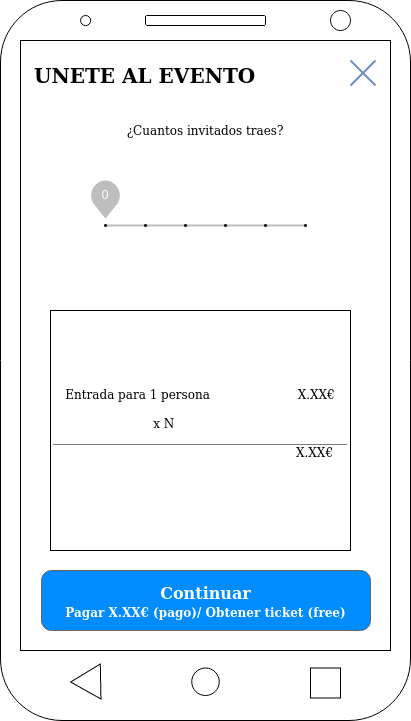 UNETE AL EVENTO
¿Cuantos invitados traes?
0
Entrada para 1 persona X.XX€
x N
X.XX€
Continuar
Pagar X.XX€ (pago)/ Obtener ticket (free)